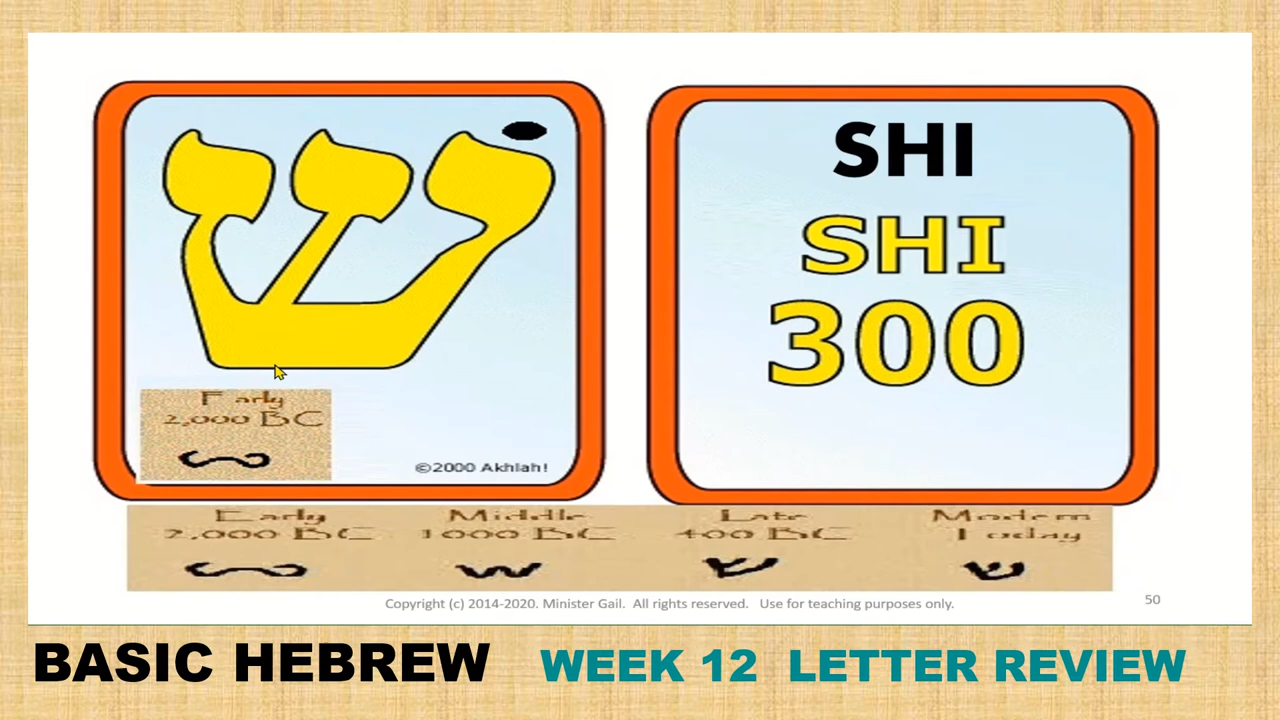 שׁ
SHI
SHI
300
Early
2,000 BC
©2000 Akhlah!
Early Middle Late Modern
2,000 BC 1000 BC 400 BC Today
ש
Copyright (c) 2014-2020. Minister Gail. All rights reserved. Use for teaching purposes only.
50
BASIC HEBREW WEEK 12 LETTER REVIEW